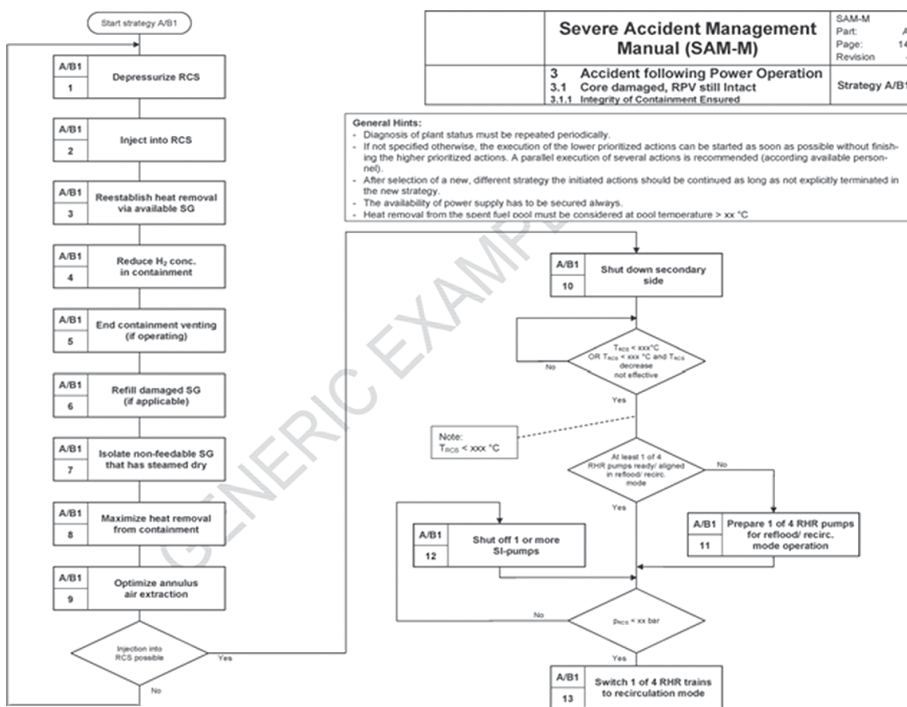 Start strategy A/B1
A/B1
1
Depressurize RCS
A/B1
2
Inject into RCS
A/B1
3
Reestablish heat removal
via available SG
A/B1
4
Reduce H₂ conc.
in containment
A/B1
5
End containment venting
(if operating)
A/B1
6
Refill damaged SG
(if applicable)
A/B1
7
Isolate non-feedable SG
that has steamed dry
A/B1
8
Maximize heat removal
from containment
A/B1
9
Optimize annulus
air extraction
Injection into
RCS possible
Yes
No
Severe Accident Management
Manual (SAM-M)
SAM-M
Part: A
Page: 14
Revision
3 Accident following Power Operation
3.1 Core damaged, RPV still Intact
3.1.1 Integrity of Containment Ensured
Strategy A/B1
General Hints:
- Diagnosis of plant status must be repeated periodically.
- If not specified otherwise, the execution of the lower prioritized actions can be started as soon as possible without finish-
ing the higher prioritized actions. A parallel execution of several actions is recommended (according available person-
nel).
- After selection of a new, different strategy the initiated actions should be continued as long as not explicitly terminated in
the new strategy.
- The availability of power supply has to be secured always.
- Heat removal from the spent fuel pool must be considered at pool temperature > xx °C
A/B1
10
Shut down secondary
side
T_RCS < xxx°C
OR T_RCS < xxx °C and T_RCS
decrease
not effective
No
Yes
Note:
T_RCS < xxx °C
At least 1 of 4
RHR pumps ready/ aligned
in reflood/ recirc.
mode
No
Yes
A/B1
11
Prepare 1 of 4 RHR pumps
for reflood/ recirc.
mode operation
A/B1
12
Shut off 1 or more
SI-pumps
p_RCS < xx bar
No
Yes
A/B1
13
Switch 1 of 4 RHR trains
to recirculation mode
GENERIC EXAMPLE